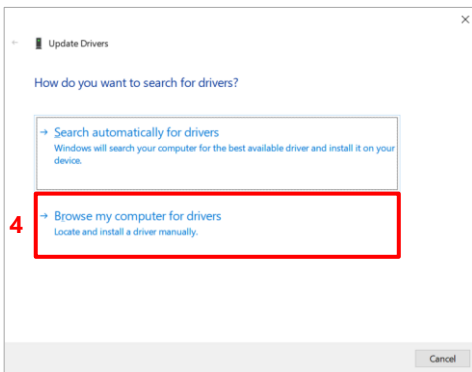 Update Drivers
How do you want to search for drivers?
→ Search automatically for drivers
Windows will search your computer for the best available driver and install it on your
device.
4
→ Browse my computer for drivers
Locate and install a driver manually.
Cancel